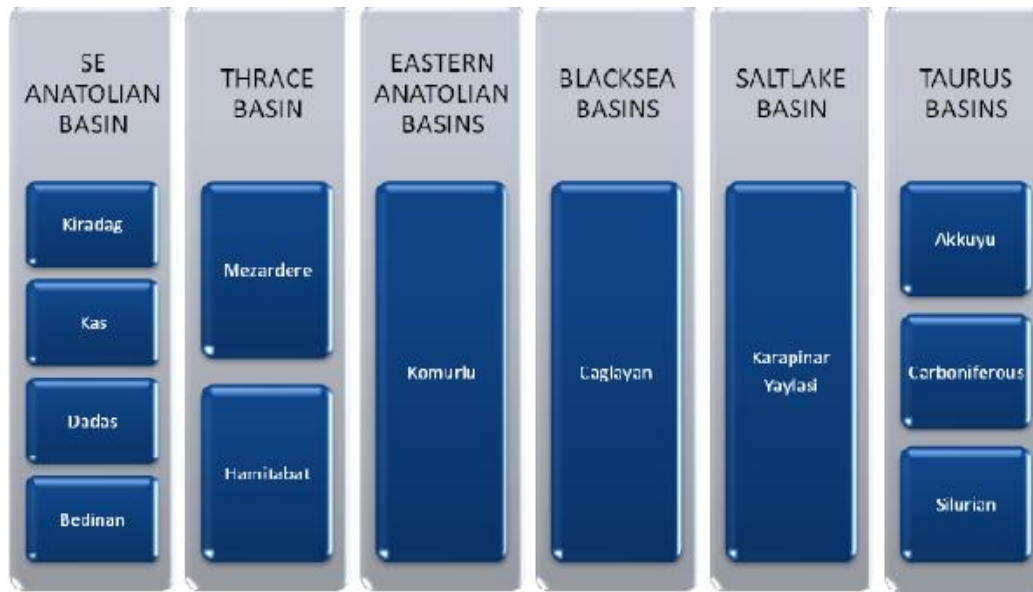 SE
ANATOLIAN
BASIN
Kiradag
Kas
Dadas
Bedinan
THRACE
BASIN
Mezardere
Hamitabat
EASTERN
ANATOLIAN
BASINS
Komurlu
BLACKSEA
BASINS
Caglayan
SALTLAKE
BASIN
Karapinar
Yaylasi
TAURUS
BASINS
Akkuyu
Carboniferous
Silurian